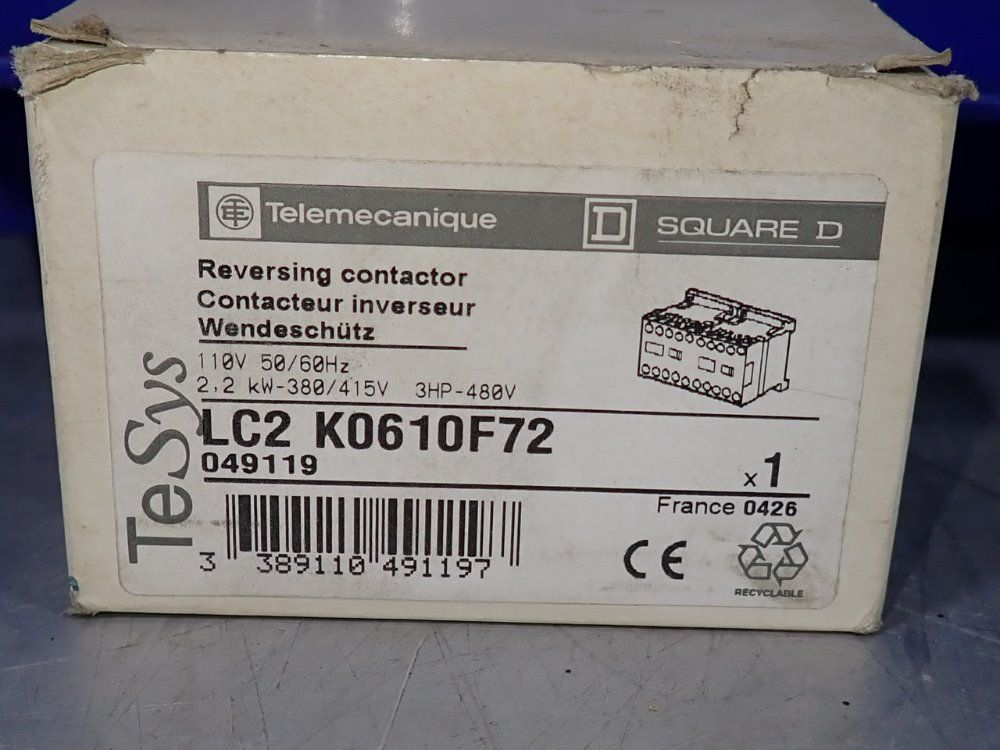 Telemecanique
D SQUARE D
Reversing contactor
Contacteur inverseur
Wendeschütz
110V 50/60Hz
2.2 kW-380/415V 3HP-480V
LC2 K0610F72
049119
x1
France 0426
TeSys
3 389110 491197
CE
RECYCLABLE